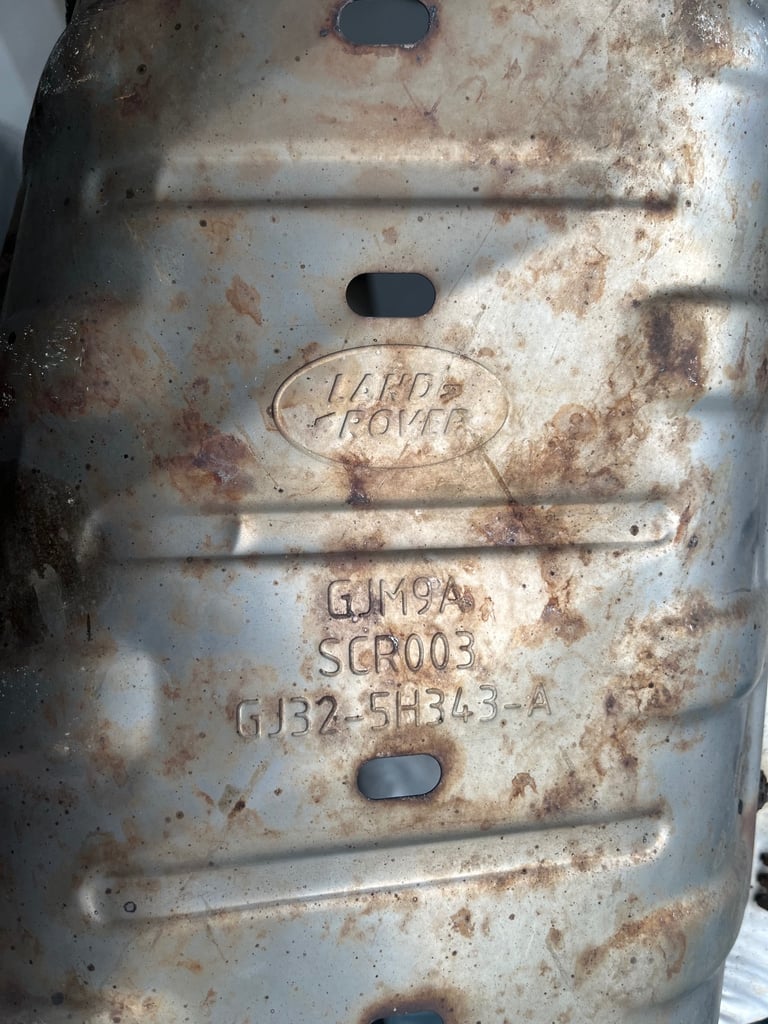 LAND
ROVER
GJM9A
SCR003
GJ32-5H343-A